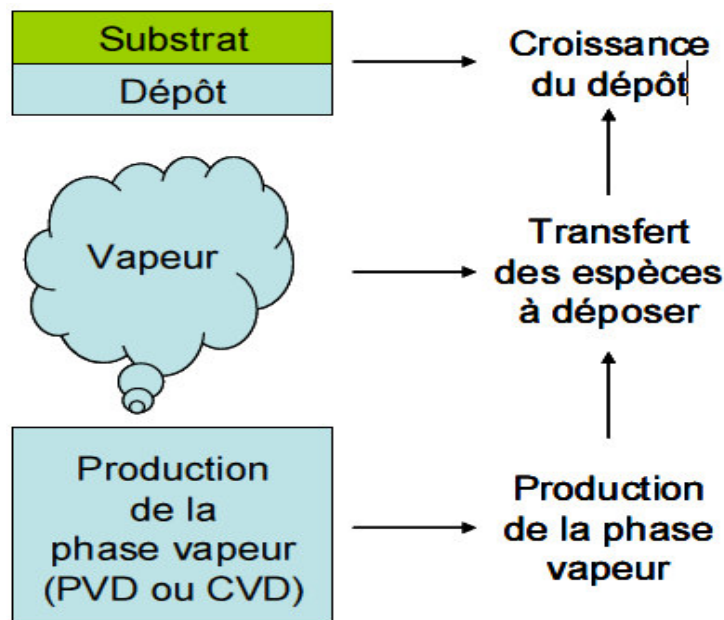 Substrat
Dépôt
Croissance
du dépôt
Vapeur
Transfert
des espèces
à déposer
Production
de la
phase vapeur
(PVD ou CVD)
Production
de la phase
vapeur